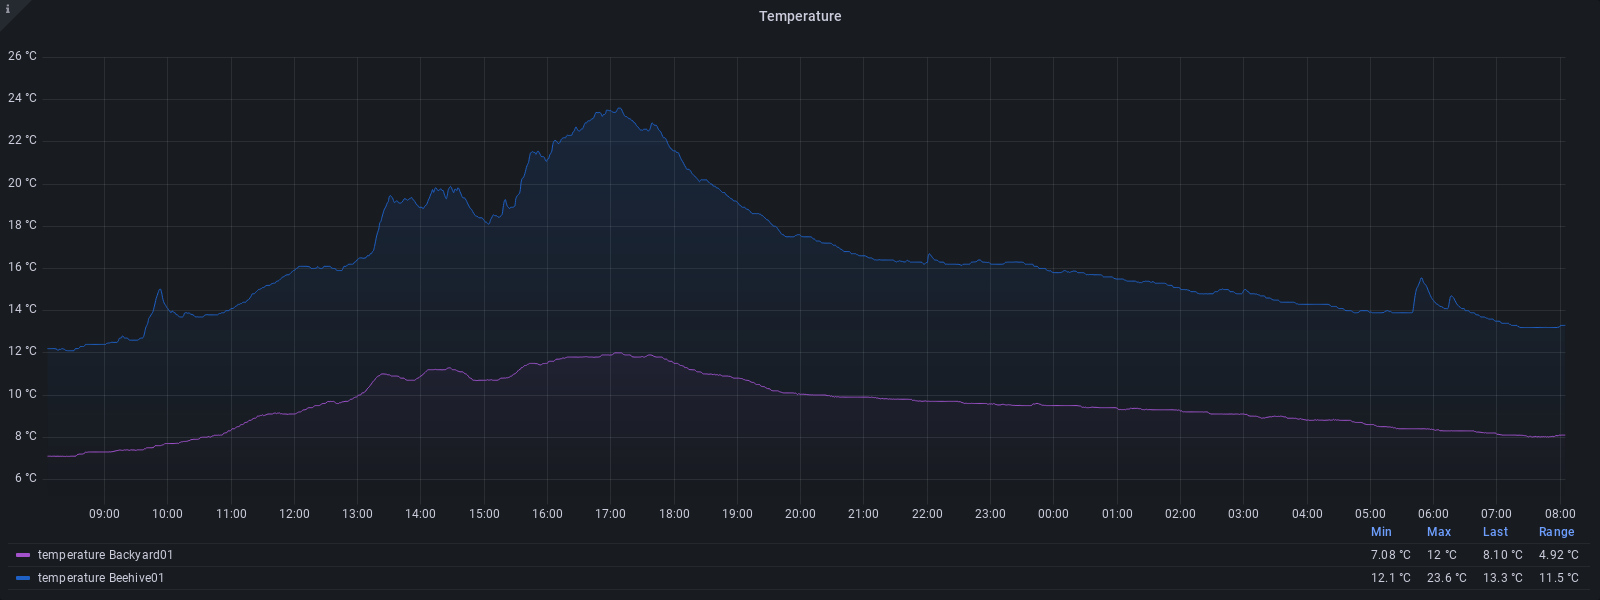 i
Temperature
26 °C
24 °C
22 °C
20 °C
18 °C
16 °C
14 °C
12 °C
10 °C
8 °C
6 °C
09:00 10:00 11:00 12:00 13:00 14:00 15:00 16:00 17:00 18:00 19:00 20:00 21:00 22:00 23:00 00:00 01:00 02:00 03:00 04:00 05:00 06:00 07:00 08:00
Min Max Last Range
temperature Backyard01 7.08 °C 12 °C 8.10 °C 4.92 °C
temperature Beehive01 12.1 °C 23.6 °C 13.3 °C 11.5 °C